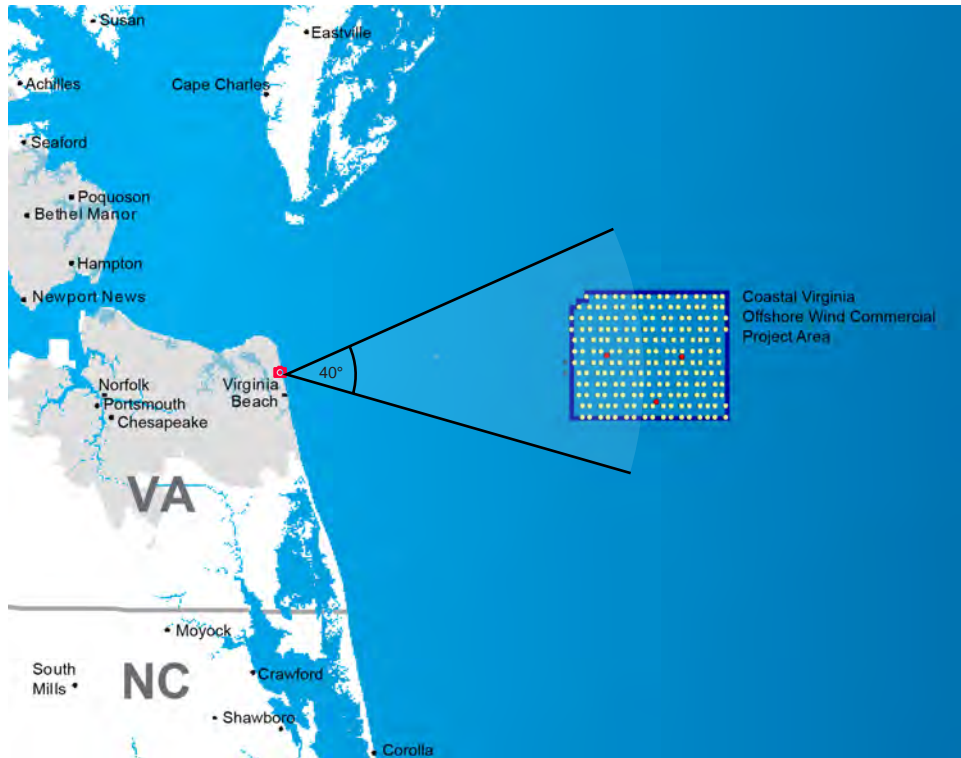 Susan
Eastville
Achilles
Cape Charles
Seaford
Poquoson
Bethel Manor
Hampton
Newport News
Coastal Virginia
Offshore Wind Commercial
Project Area
40°
Norfolk
Portsmouth
Chesapeake
Virginia
Beach
VA
Moyock
NC
South
Mills
Crawford
Shawboro
Corolla